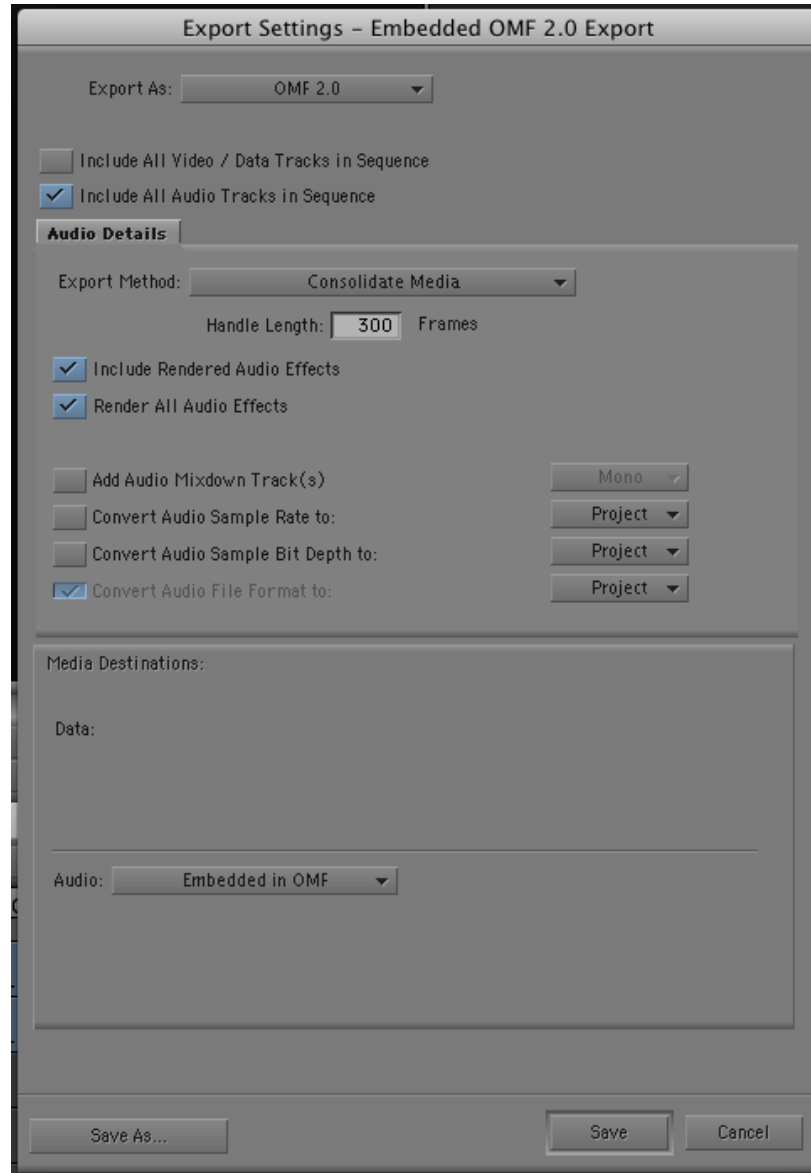 Export Settings – Embedded OMF 2.0 Export
Export As: OMF 2.0
Include All Video / Data Tracks in Sequence
Include All Audio Tracks in Sequence
Audio Details
Export Method: Consolidate Media
Handle Length: 300 Frames
Include Rendered Audio Effects
Render All Audio Effects
Add Audio Mixdown Track(s) Mono
Convert Audio Sample Rate to: Project
Convert Audio Sample Bit Depth to: Project
Convert Audio File Format to: Project
Media Destinations:
Data:
Audio: Embedded in OMF
Save As... Save Cancel